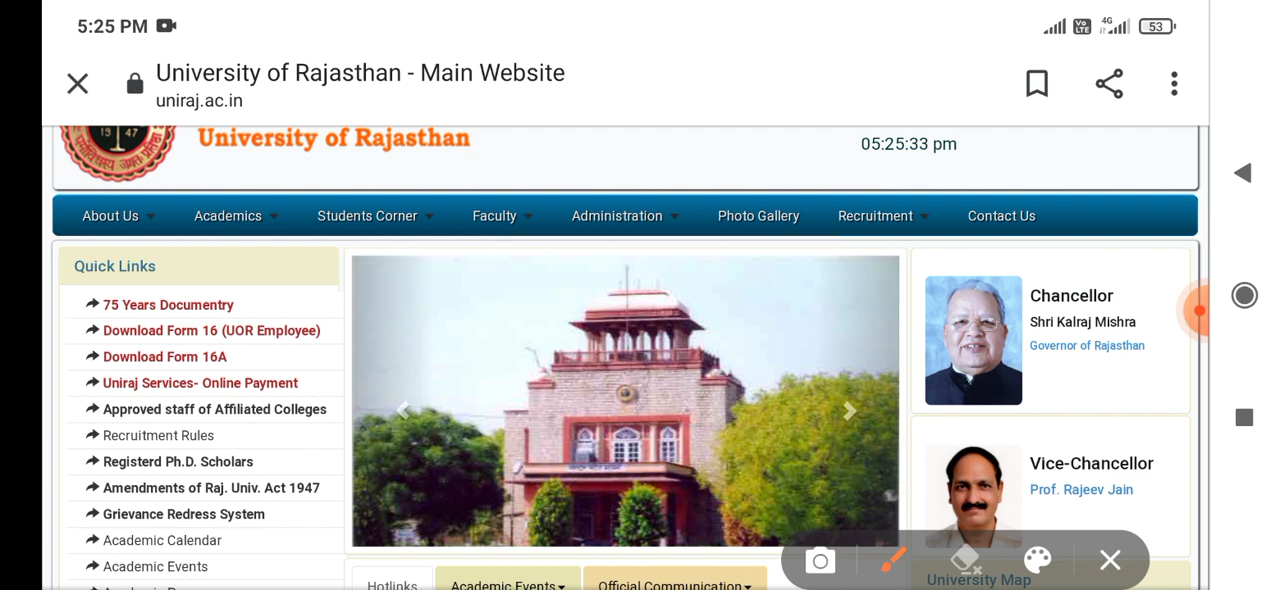 5:25 PM
Vo LTE 4G 53
University of Rajasthan - Main Website
uniraj.ac.in
19 47
University of Rajasthan
05:25:33 pm
About Us Academics Students Corner Faculty Administration Photo Gallery Recruitment Contact Us
Quick Links
75 Years Documentry
Download Form 16 (UOR Employee)
Download Form 16A
Uniraj Services- Online Payment
Approved staff of Affiliated Colleges
Recruitment Rules
Registerd Ph.D. Scholars
Amendments of Raj. Univ. Act 1947
Grievance Redress System
Academic Calendar
Academic Events
Chancellor
Shri Kalraj Mishra
Governor of Rajasthan
Vice-Chancellor
Prof. Rajeev Jain
Hotlinks Academic Events Official Communication
University Map